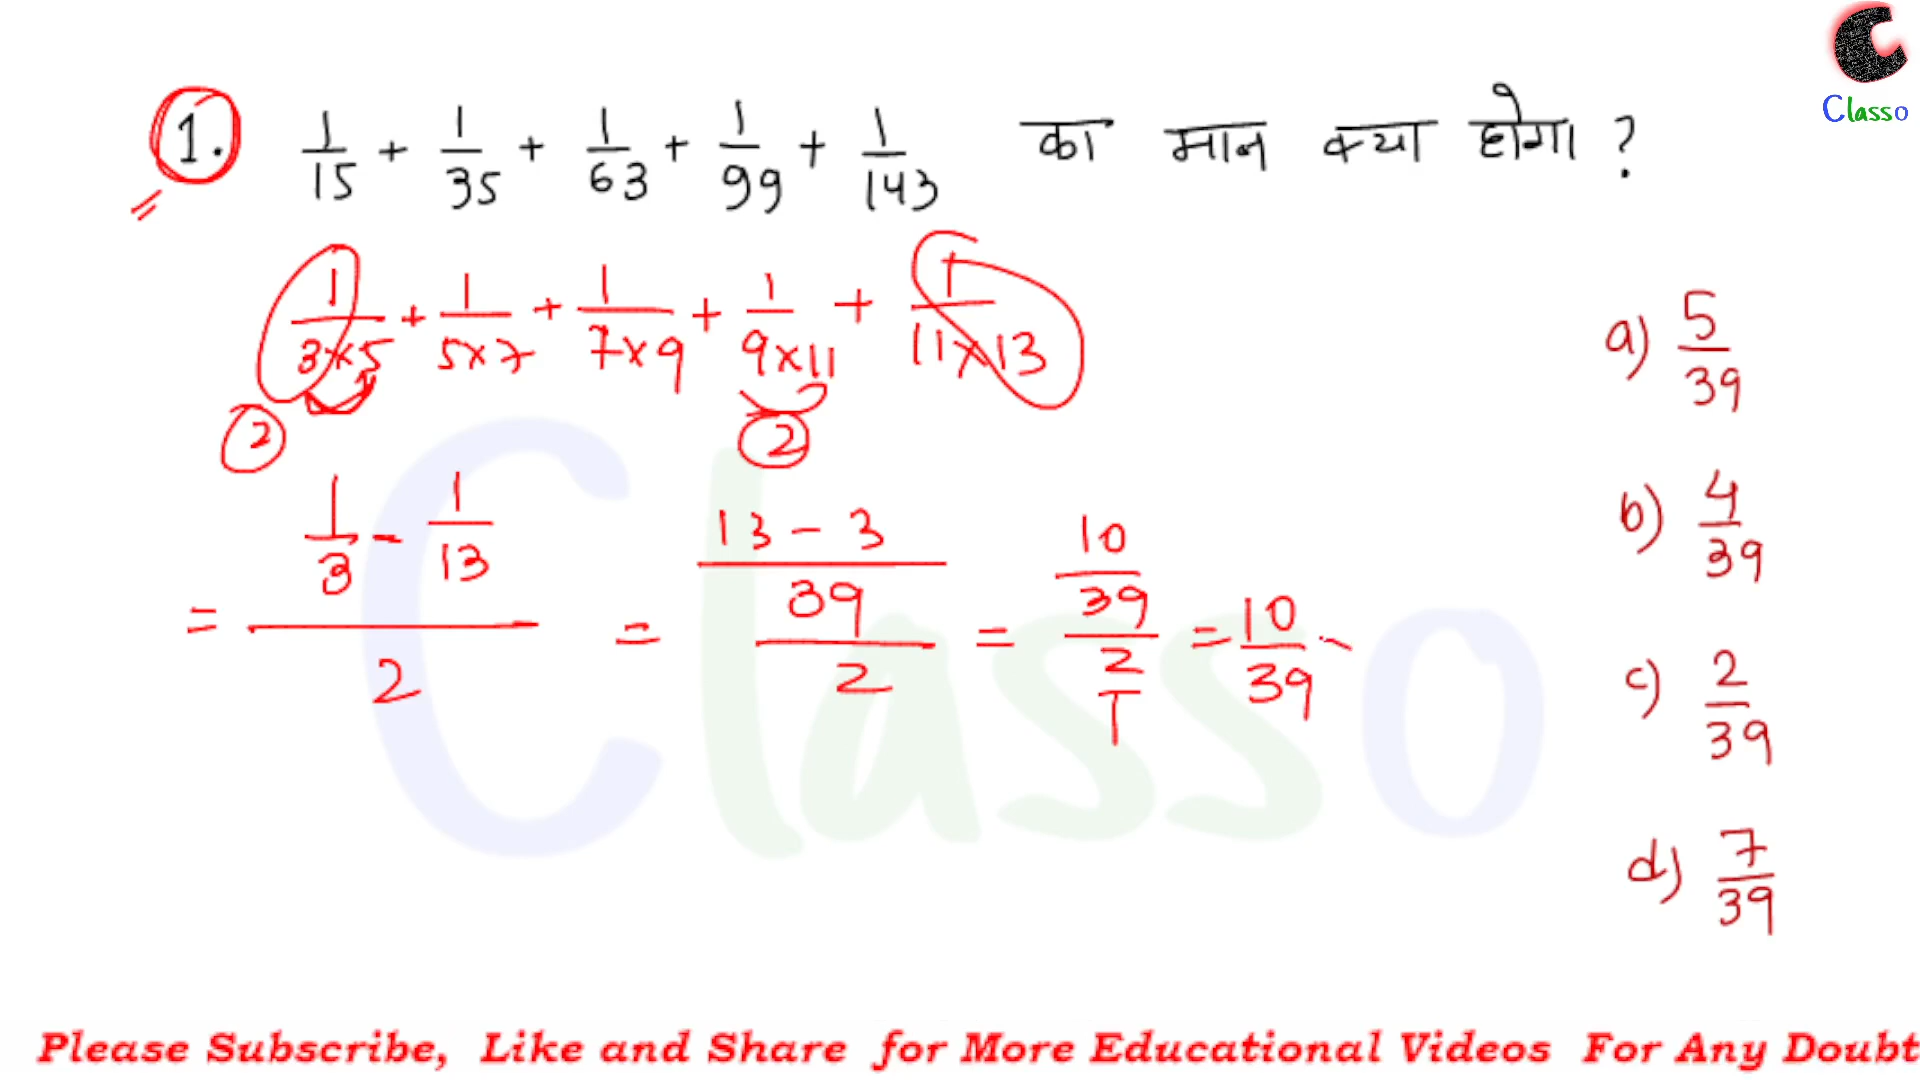 C
Classo
1. 1/15 + 1/35 + 1/63 + 1/99 + 1/143 का मान क्या होगा ?
1/(3×5) + 1/(5×7) + 1/(7×9) + 1/(9×11) + 1/(11×13)
2 2
= (1/3 - 1/13)/2 = ((13 - 3)/39)/2 = (10/39)/(2/1) = 10/39
a) 5/39
b) 4/39
c) 2/39
d) 7/39
Classo
Please Subscribe, Like and Share for More Educational Videos For Any Doubt